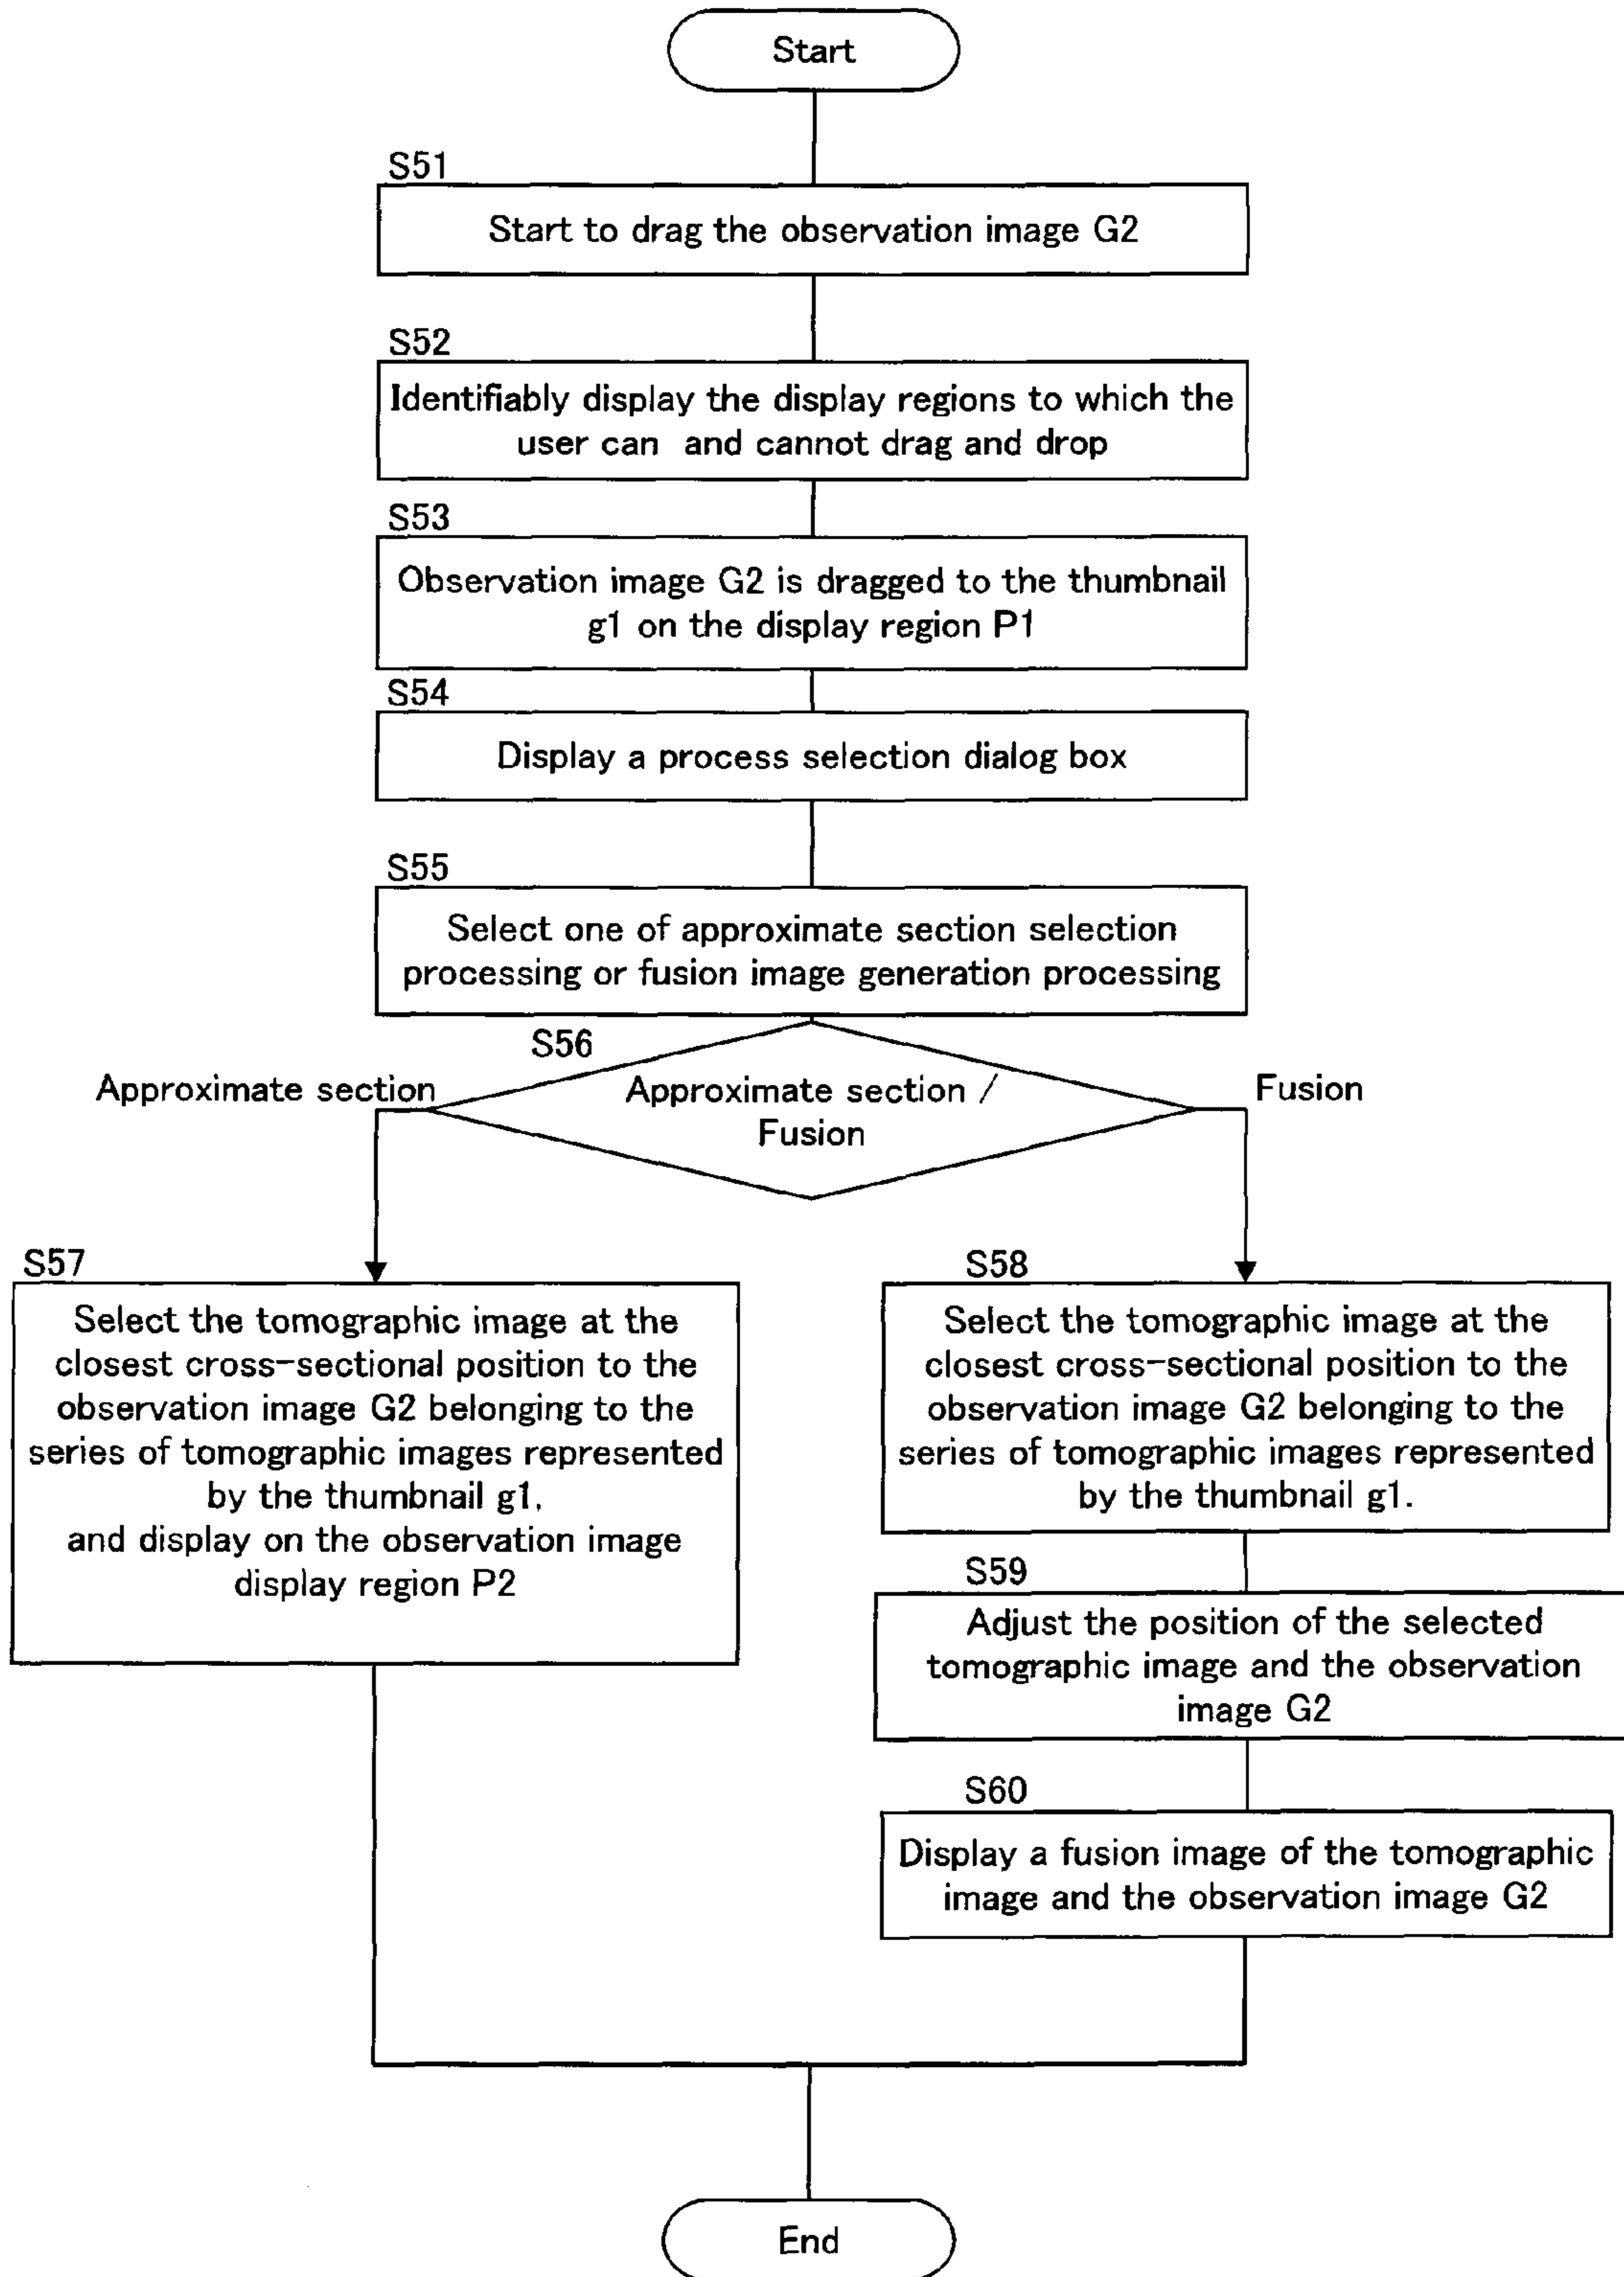 Start
S51
Start to drag the observation image G2
S52
Identifiably display the display regions to which the
user can and cannot drag and drop
S53
Observation image G2 is dragged to the thumbnail
g1 on the display region P1
S54
Display a process selection dialog box
S55
Select one of approximate section selection
processing or fusion image generation processing
S56
Approximate section
Approximate section /
Fusion
Fusion
S57
Select the tomographic image at the
closest cross-sectional position to the
observation image G2 belonging to the
series of tomographic images represented
by the thumbnail g1,
and display on the observation image
display region P2
S58
Select the tomographic image at the
closest cross-sectional position to the
observation image G2 belonging to the
series of tomographic images represented
by the thumbnail g1.
S59
Adjust the position of the selected
tomographic image and the observation
image G2
S60
Display a fusion image of the tomographic
image and the observation image G2
End